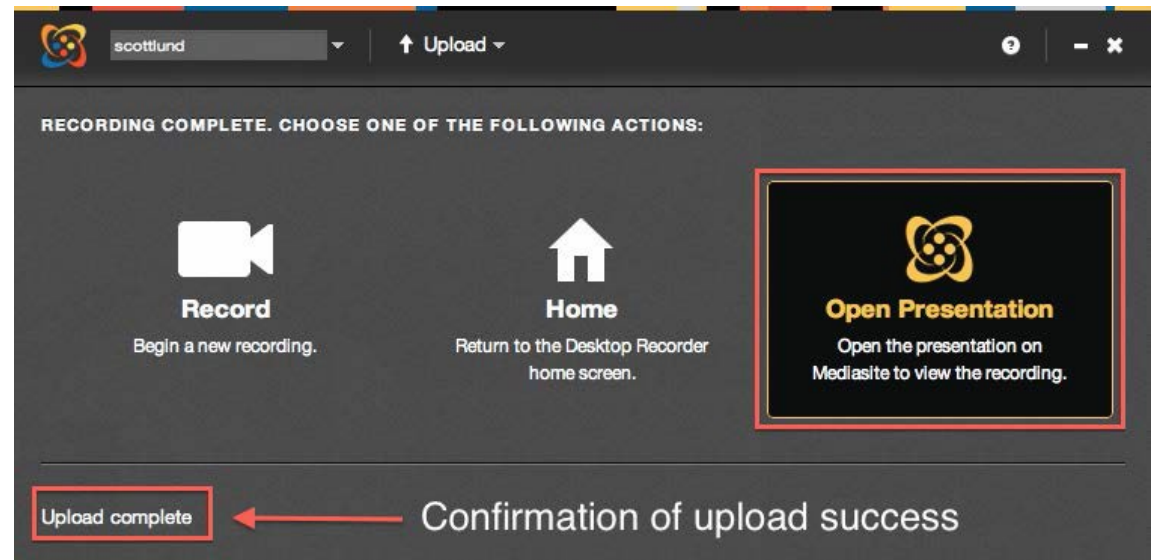 scottlund
Upload
RECORDING COMPLETE. CHOOSE ONE OF THE FOLLOWING ACTIONS:
Record
Begin a new recording.
Home
Return to the Desktop Recorder
home screen.
Open Presentation
Open the presentation on
Mediasite to view the recording.
Upload complete
Confirmation of upload success